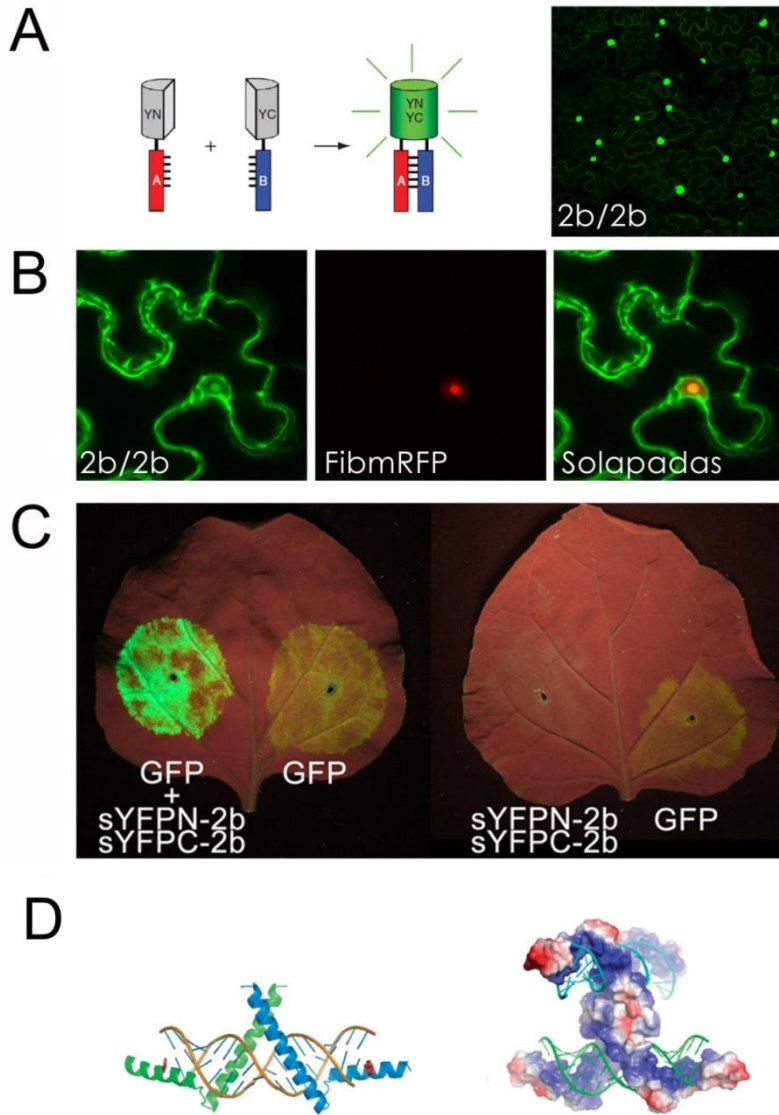 A
YN
+
YC
A
B
YN
YC
A
B
2b/2b
B
2b/2b
FibmRFP
Solapadas
C
GFP
+
sYFPN-2b
sYFPC-2b
GFP
sYFPN-2b
sYFPC-2b
GFP
D